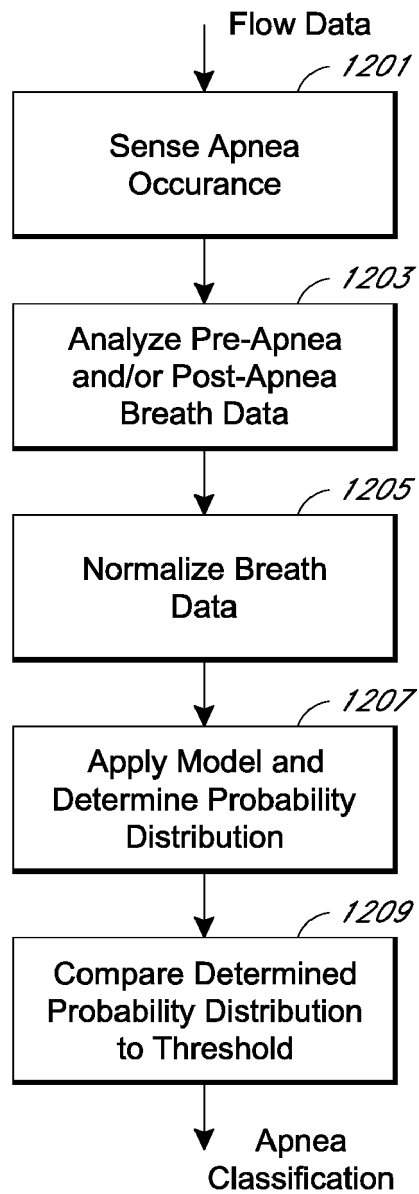 Flow Data
1201
Sense Apnea
Occurance
1203
Analyze Pre-Apnea
and/or Post-Apnea
Breath Data
1205
Normalize Breath
Data
1207
Apply Model and
Determine Probability
Distribution
1209
Compare Determined
Probability Distribution
to Threshold
Apnea
Classification